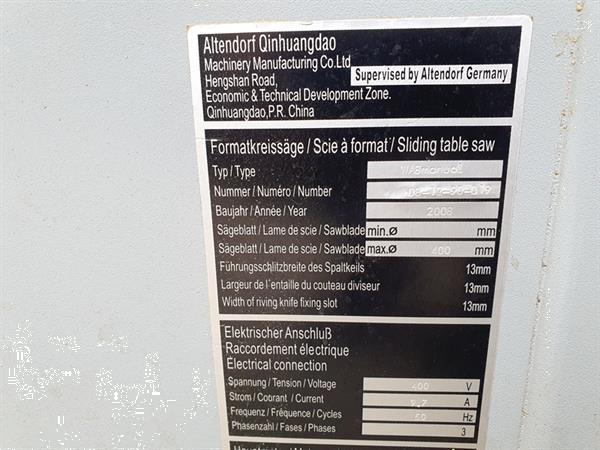 Altendorf Qinhuangdao
Machinery Manufacturing Co.Ltd
Hengshan Road,
Supervised by Altendorf Germany
Economic & Technical Development Zone.
Qinhuangdao,P.R. China
Formatkreissäge / Scie à format / Sliding table saw
Typ / Type
Nummer / Numéro / Number
Baujahr / Année / Year 2008
Sägeblatt / Lame de scie / Sawblade min.ø mm
Sägeblatt / Lame de scie / Sawblade max.ø 400 mm
Führungsschlitzbreite des Spaltkeils 13mm
Largeur de l'entaille du couteau diviseur 13mm
Width of riving knife fixing slot 13mm
Elektrischer Anschluß
Raccordement électrique
Électrical connection
Spannung / Tension / Voltage 400 V
Strom / Courant / Current 9,7 A
Frequenz / Fréquence / Cycles 50 Hz
Phasenzahl / Fases / Phases 3